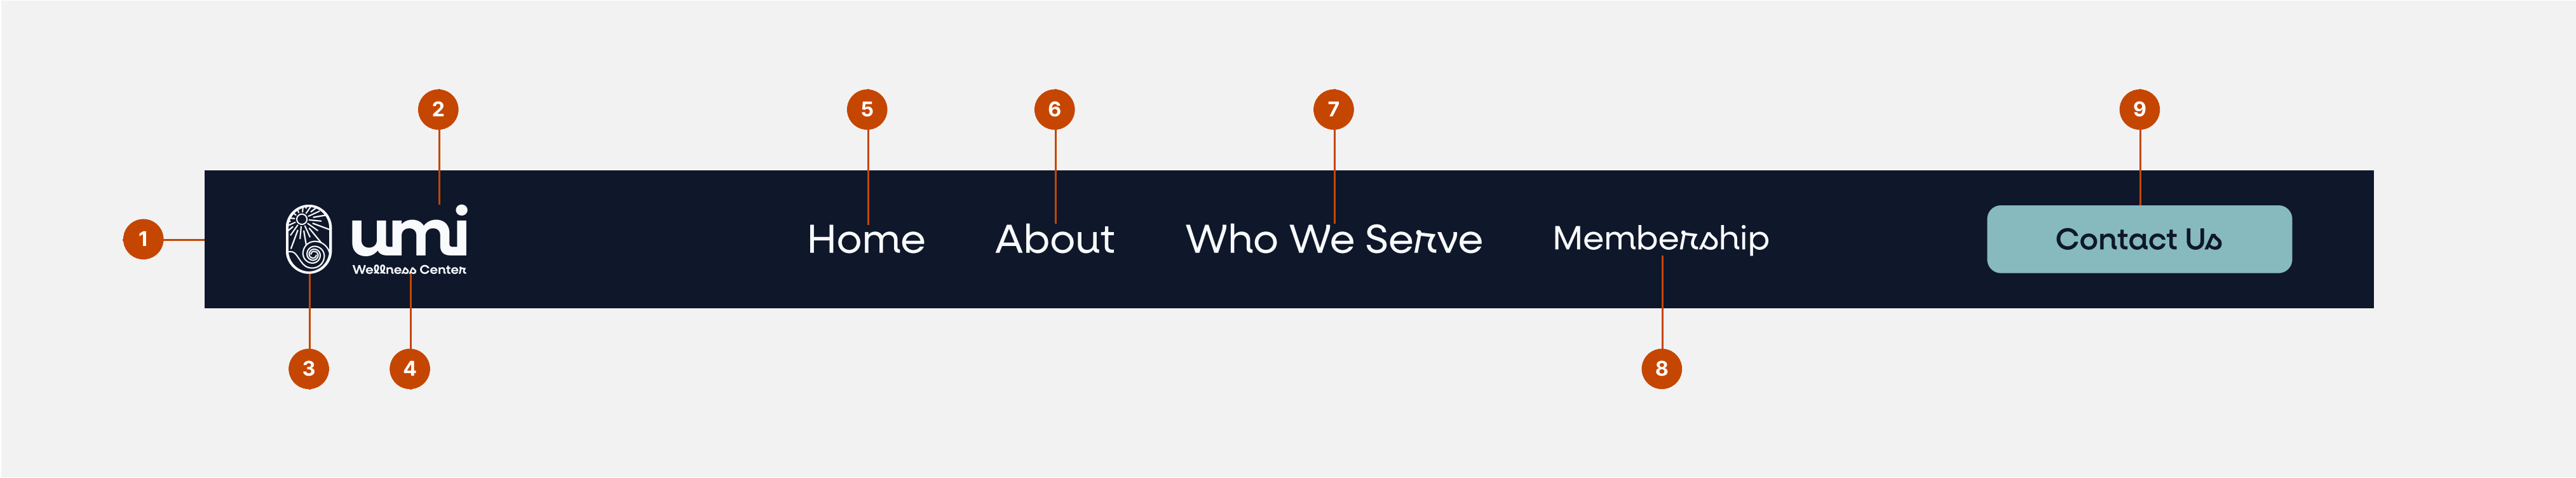 2
5
6
7
9
1
umi
Wellness Center
Home
About
Who We Serve
Membership
Contact Us
3
4
8